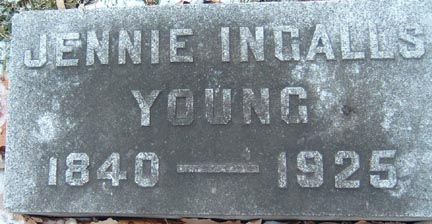 JENNIE INGALLS
YOUNG
1840 — 1925